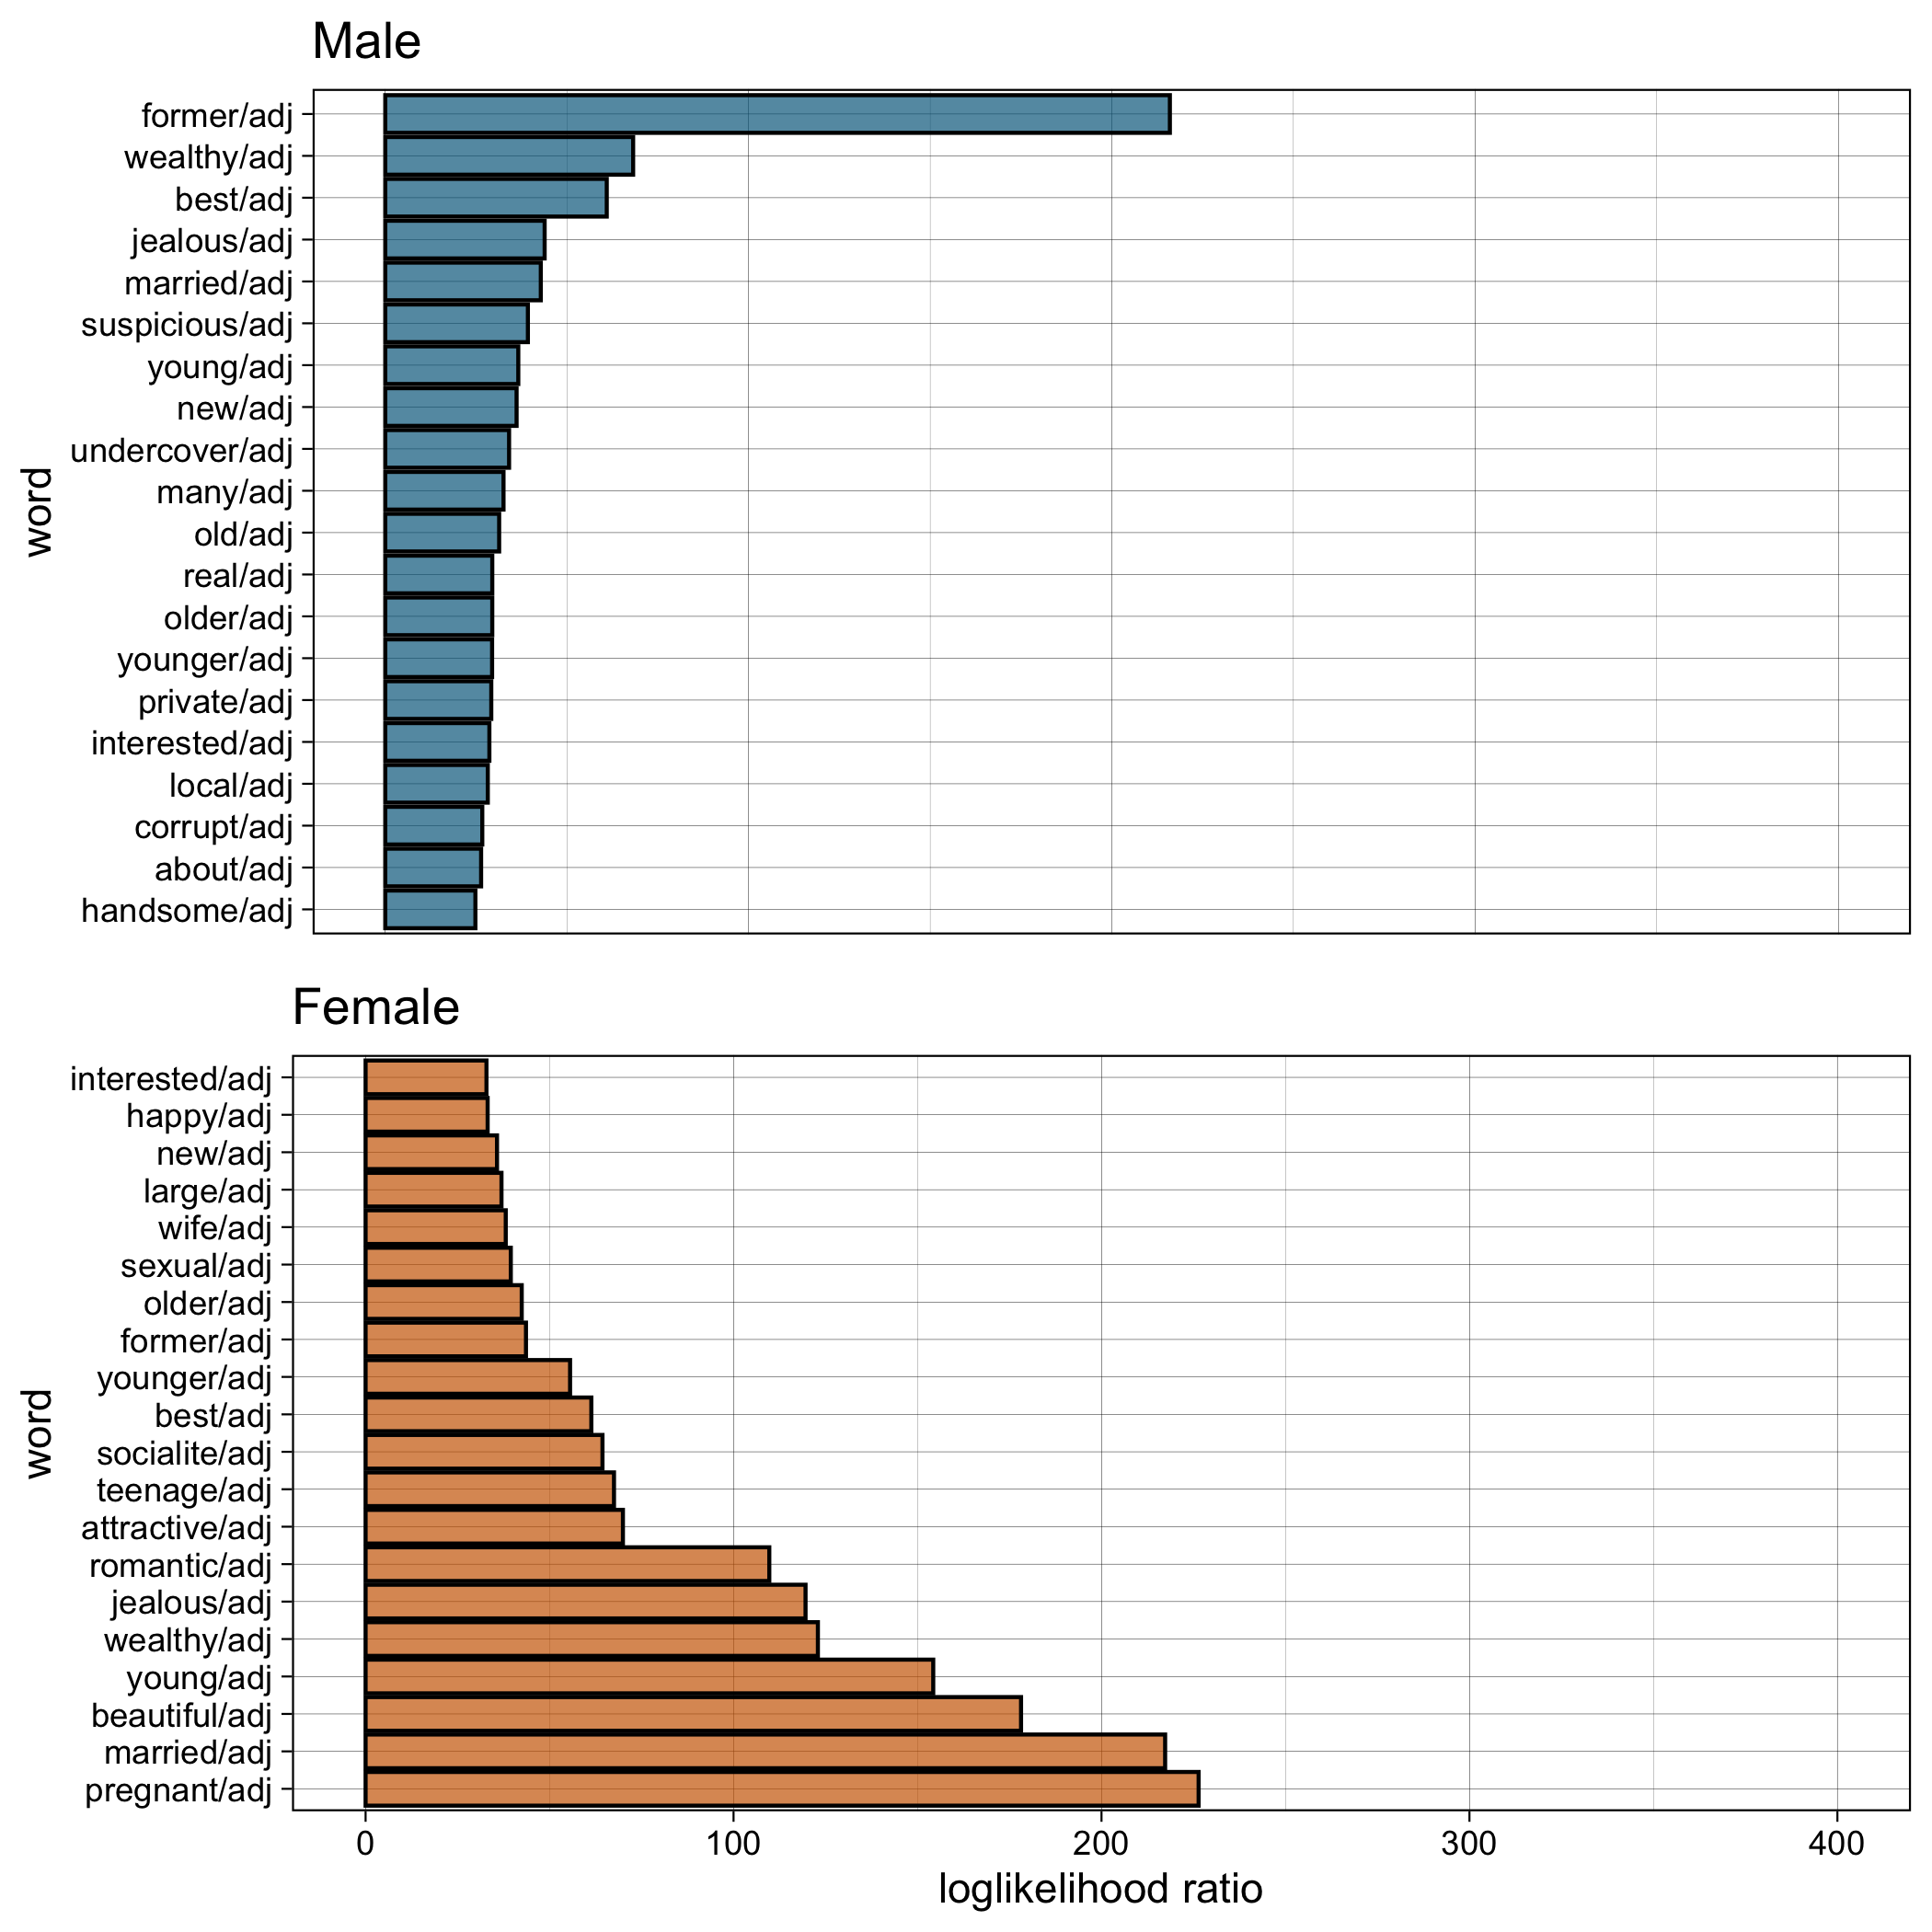 Male
former/adj
wealthy/adj
best/adj
jealous/adj
married/adj
suspicious/adj
young/adj
new/adj
undercover/adj
many/adj
old/adj
real/adj
older/adj
younger/adj
private/adj
interested/adj
local/adj
corrupt/adj
about/adj
handsome/adj
word
Female
interested/adj
happy/adj
new/adj
large/adj
wife/adj
sexual/adj
older/adj
former/adj
younger/adj
best/adj
socialite/adj
teenage/adj
attractive/adj
romantic/adj
jealous/adj
wealthy/adj
young/adj
beautiful/adj
married/adj
pregnant/adj
word
0 100 200 300 400
loglikelihood ratio